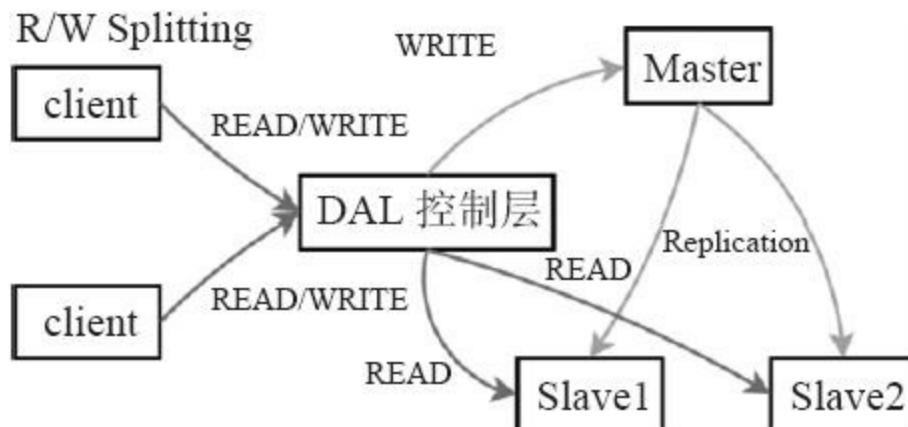 R/W Splitting
WRITE
Master
client
READ/WRITE
DAL 控制层
Replication
READ
client
READ/WRITE
READ
Slave1
Slave2